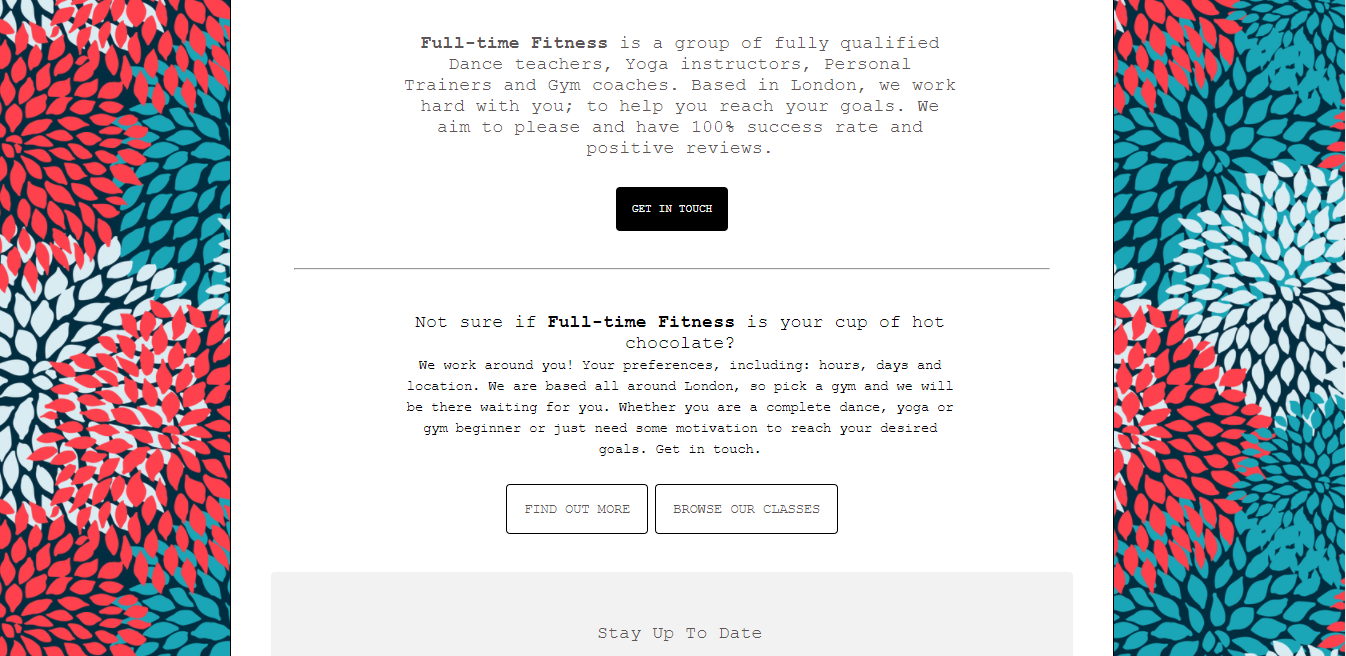 Full-time Fitness is a group of fully qualified
Dance teachers, Yoga instructors, Personal
Trainers and Gym coaches. Based in London, we work
hard with you; to help you reach your goals. We
aim to please and have 100% success rate and
positive reviews.
GET IN TOUCH
Not sure if Full-time Fitness is your cup of hot
chocolate?
We work around you! Your preferences, including: hours, days and
location. We are based all around London, so pick a gym and we will
be there waiting for you. Whether you are a complete dance, yoga or
gym beginner or just need some motivation to reach your desired
goals. Get in touch.
FIND OUT MORE BROWSE OUR CLASSES
Stay Up To Date